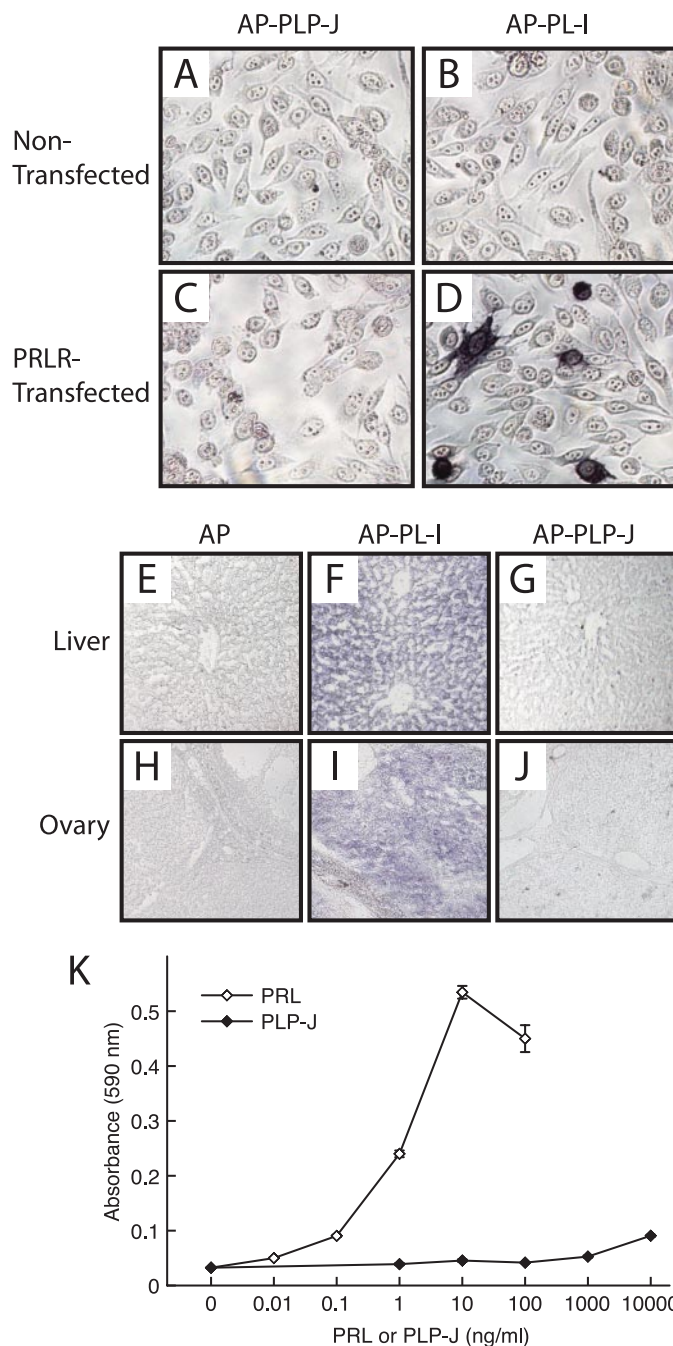 AP-PLP-J AP-PL-I
A B
Non-
Transfected
C D
PRLR-
Transfected
AP AP-PL-I AP-PLP-J
E F G
Liver
H I J
Ovary
K
PRL
PLP-J
Absorbance (590 nm)
0.5
0.4
0.3
0.2
0.1
0
0 0.01 0.1 1 10 100 1000 10000
PRL or PLP-J (ng/ml)